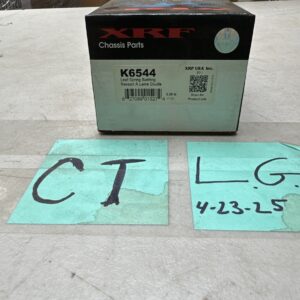 XRF
Chassis Parts
K6544
Leaf Spring Bushing
XRF USA Inc.
CT
L.G.
4-23-25